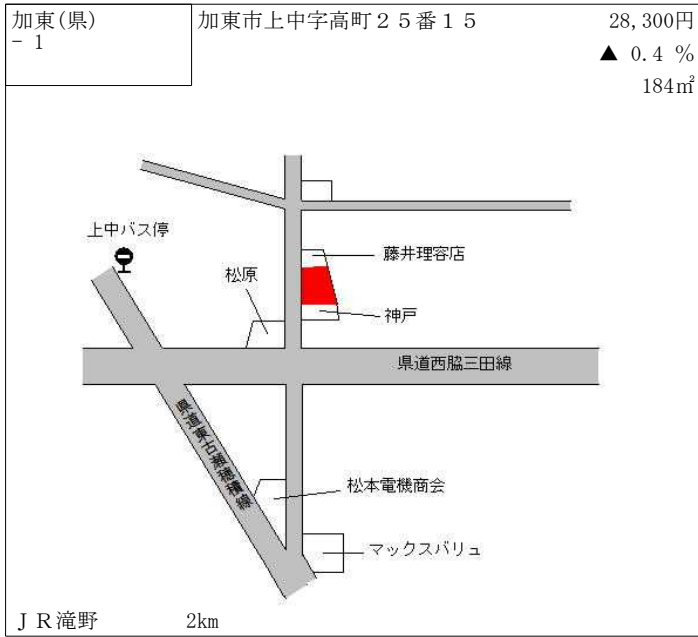 加東(県)
- 1
加東市上中字高町２５番１５
28,300円
▲ 0.4 %
184㎡
上中バス停
藤井理容店
松原
神戸
県道西脇三田線
県道東古瀬穂積線
松本電機商会
マックスバリュ
ＪＲ滝野 2km